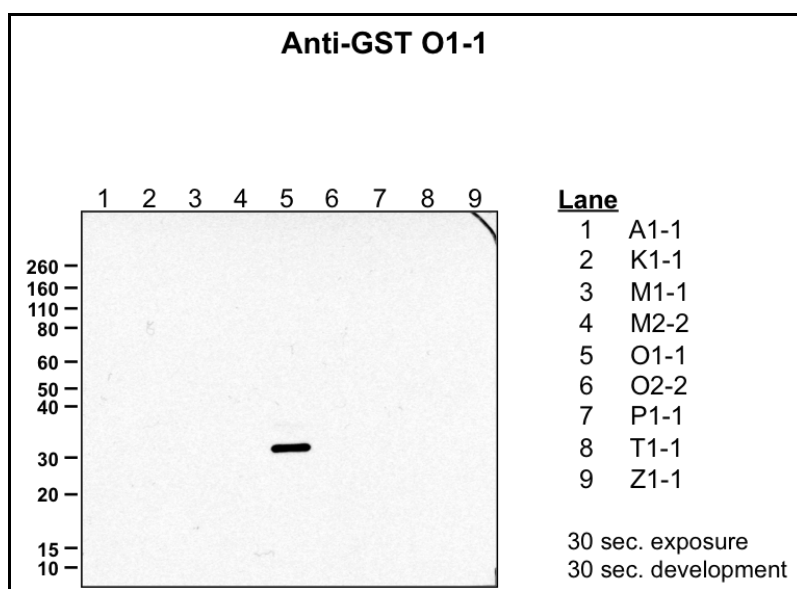 Anti-GST O1-1
1 2 3 4 5 6 7 8 9
260
160
110
80
60
50
40
30
20
15
10
Lane
1 A1-1
2 K1-1
3 M1-1
4 M2-2
5 O1-1
6 O2-2
7 P1-1
8 T1-1
9 Z1-1
30 sec. exposure
30 sec. development